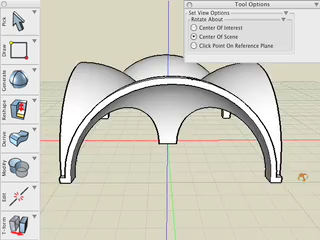 Tool Options
Set View Options
Rotate About
Center Of Interest
Center Of Scene
Click Point On Reference Plane
Pick
Draw
Generate
Reshape
Derive
Modify
Edit
T-form